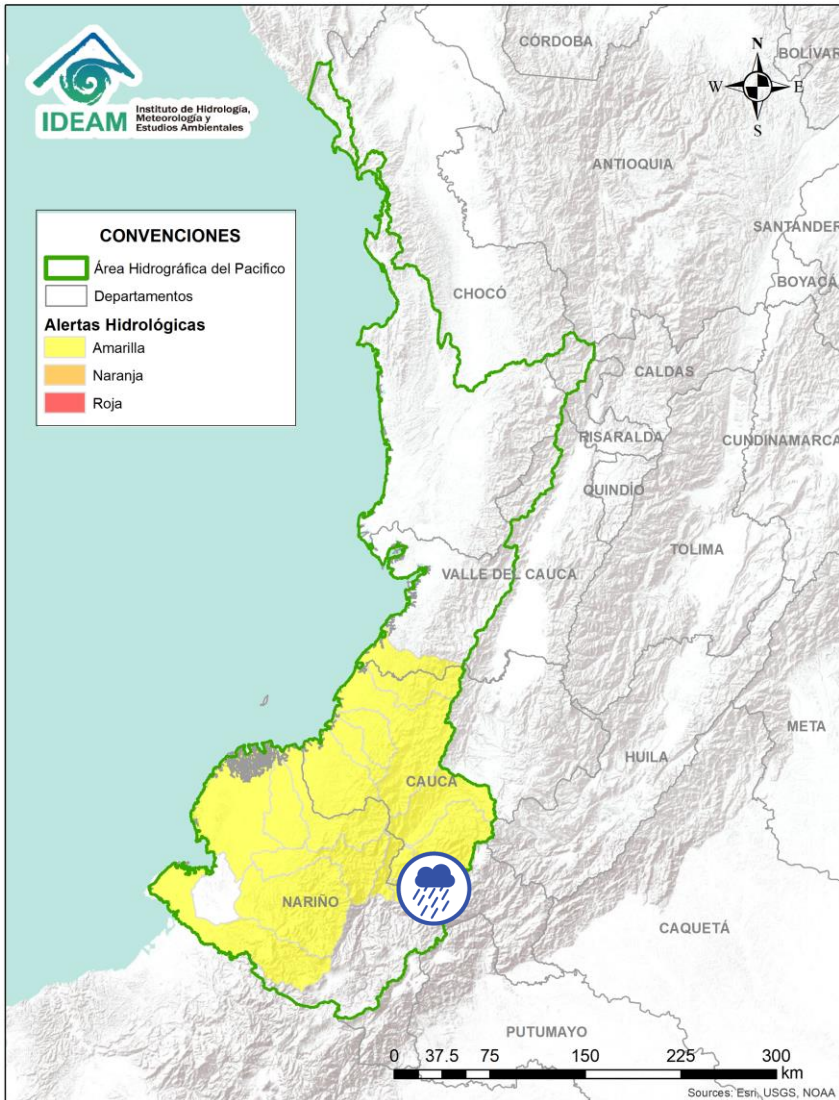 IDEAM
Instituto de Hidrología,
Meteorología y
Estudios Ambientales
N
W
E
S
CONVENCIONES
Área Hidrográfica del Pacifico
Departamentos
Alertas Hidrológicas
Amarilla
Naranja
Roja
CÓRDOBA
BOLÍVAR
ANTIOQUIA
SANTANDER
BOYACÁ
CHOCÓ
CALDAS
RISARALDA
CUNDINAMARCA
QUINDÍO
TOLIMA
VALLE DEL CAUCA
META
HUILA
CAUCA
NARIÑO
CAQUETÁ
PUTUMAYO
0 37.5 75 150 225 300
km
Sources: Esri, USGS, NOAA